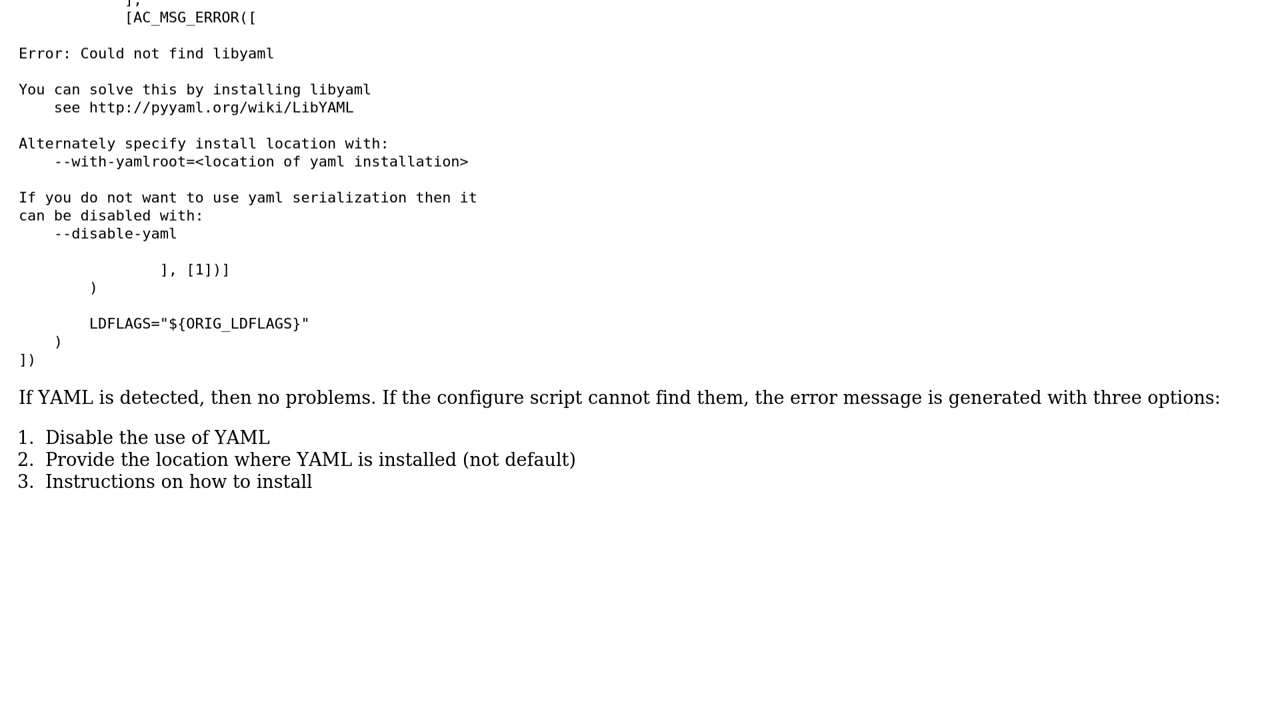 ],
[AC_MSG_ERROR([
Error: Could not find libyaml
You can solve this by installing libyaml
see http://pyyaml.org/wiki/LibYAML
Alternately specify install location with:
--with-yamlroot=<location of yaml installation>
If you do not want to use yaml serialization then it
can be disabled with:
--disable-yaml
], [1])]
)
LDFLAGS="${ORIG_LDFLAGS}"
)
])
If YAML is detected, then no problems. If the configure script cannot find them, the error message is generated with three options:
1. Disable the use of YAML
2. Provide the location where YAML is installed (not default)
3. Instructions on how to install